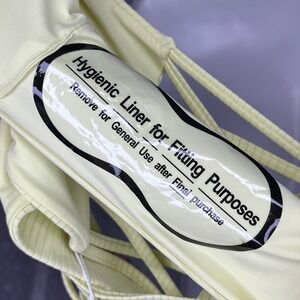 Hygienic Liner for Fitting Purposes
Remove for General Use after Final purchase